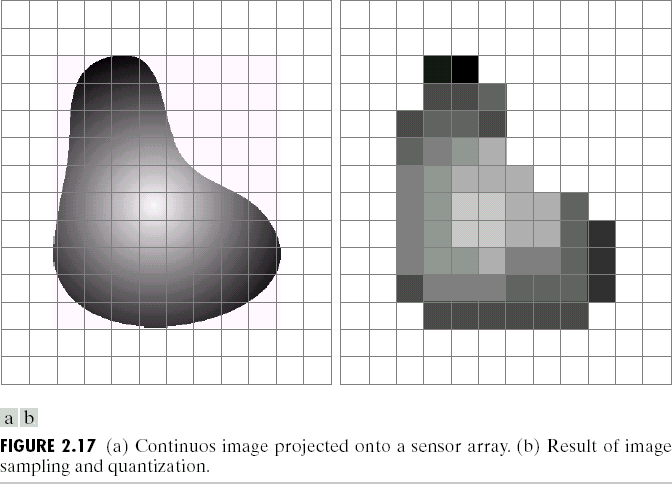 a b
FIGURE 2.17 (a) Continuos image projected onto a sensor array. (b) Result of image
sampling and quantization.